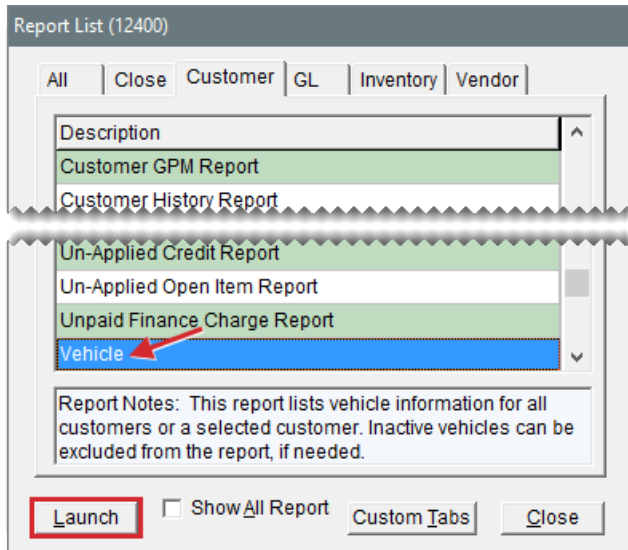 Report List (12400)
All Close Customer GL Inventory Vendor
Description
Customer GPM Report
Customer History Report
Un-Applied Credit Report
Un-Applied Open Item Report
Unpaid Finance Charge Report
Vehicle
Report Notes: This report lists vehicle information for all
customers or a selected customer. Inactive vehicles can be
excluded from the report, if needed.
Launch Show All Report Custom Tabs Close